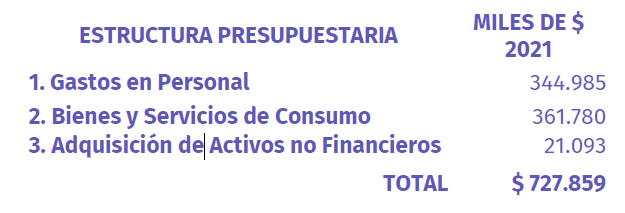 ESTRUCTURA PRESUPUESTARIA
MILES DE $
2021
1. Gastos en Personal 344.985
2. Bienes y Servicios de Consumo 361.780
3. Adquisición de Activos no Financieros 21.093
TOTAL $ 727.859